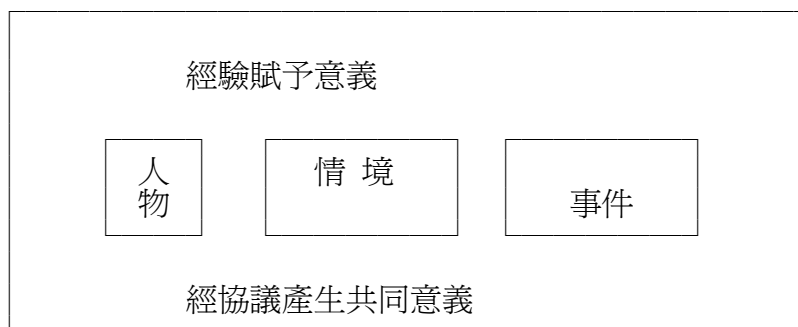 經驗賦予意義
人物
情 境
事件
經協議產生共同意義